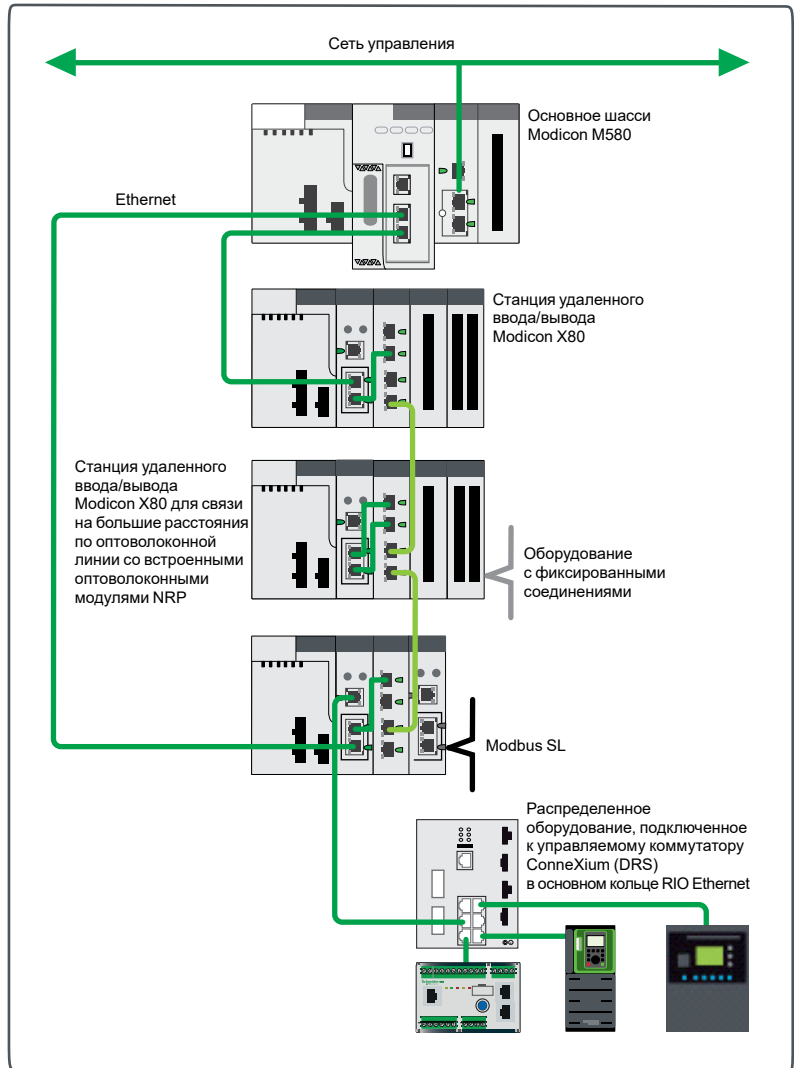 Сеть управления
Основное шасси
Modicon M580
Ethernet
Станция удаленного
ввода/вывода
Modicon X80
Станция удаленного
ввода/вывода
Modicon X80 для связи
на большие расстояния
по оптоволоконной
линии со встроенными
оптоволоконными
модулями NRP
Оборудование
с фиксированными
соединениями
Modbus SL
Распределенное
оборудование, подключенное
к управляемому коммутатору
ConneXium (DRS)
в основном кольце RIO Ethernet